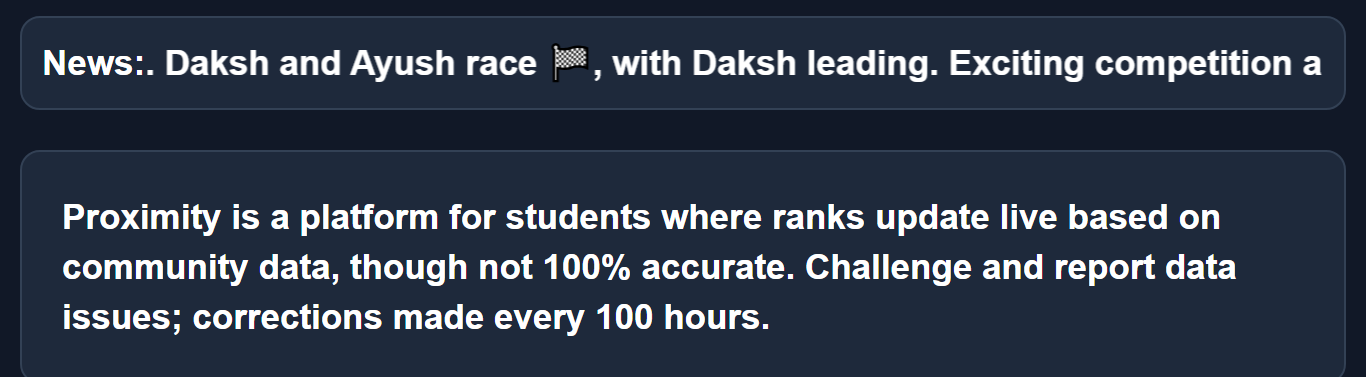 News:. Daksh and Ayush race 🏁, with Daksh leading. Exciting competition a
Proximity is a platform for students where ranks update live based on
community data, though not 100% accurate. Challenge and report data
issues; corrections made every 100 hours.